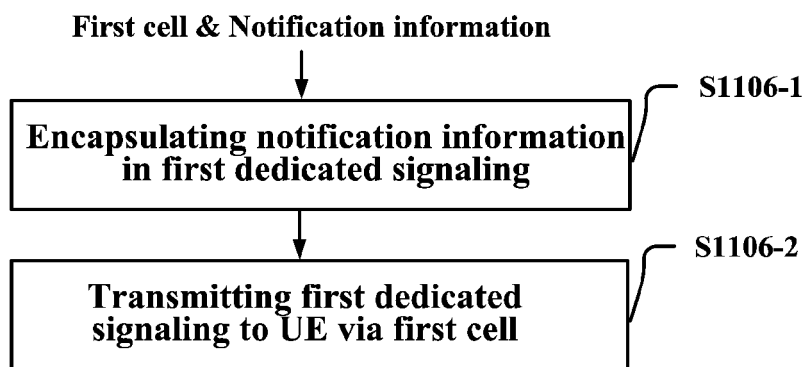 First cell & Notification information
S1106-1
Encapsulating notification information
in first dedicated signaling
S1106-2
Transmitting first dedicated
signaling to UE via first cell